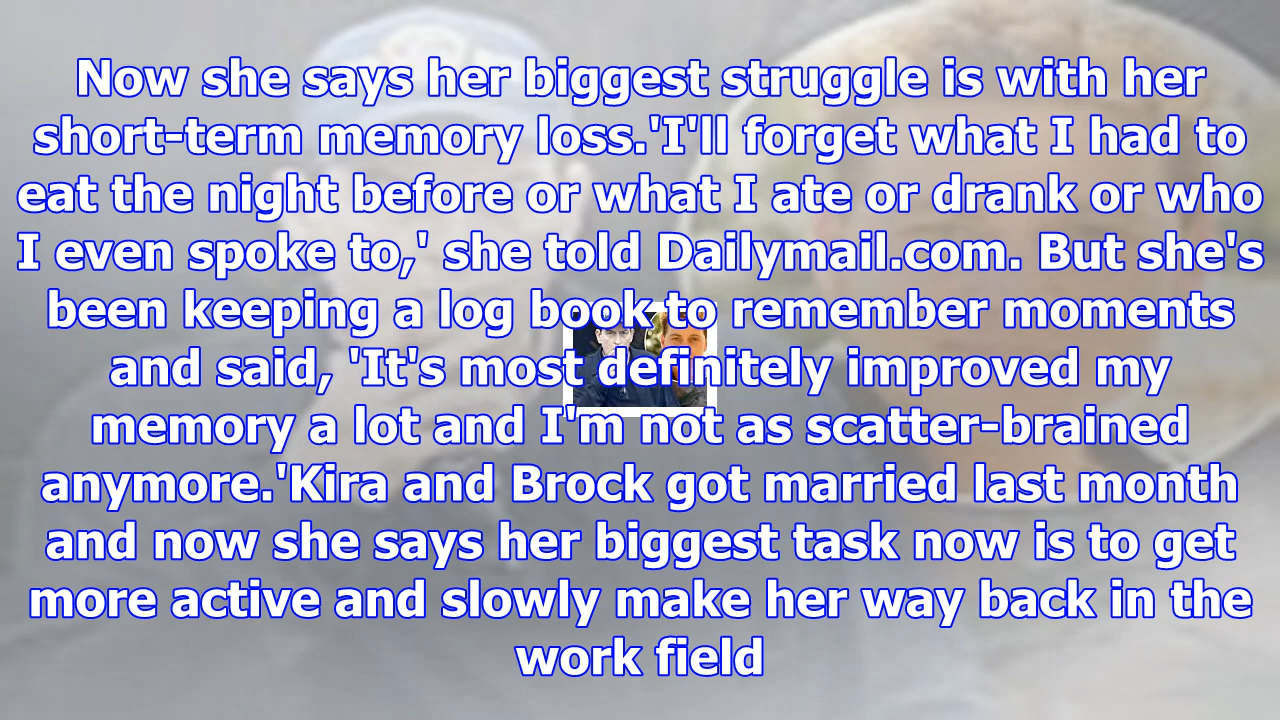 Now she says her biggest struggle is with her
short-term memory loss.'I'll forget what I had to
eat the night before or what I ate or drank or who
I even spoke to,' she told Dailymail.com. But she's
been keeping a log book to remember moments
and said, 'It's most definitely improved my
memory a lot and I'm not as scatter-brained
anymore.'Kira and Brock got married last month
and now she says her biggest task now is to get
more active and slowly make her way back in the
work field